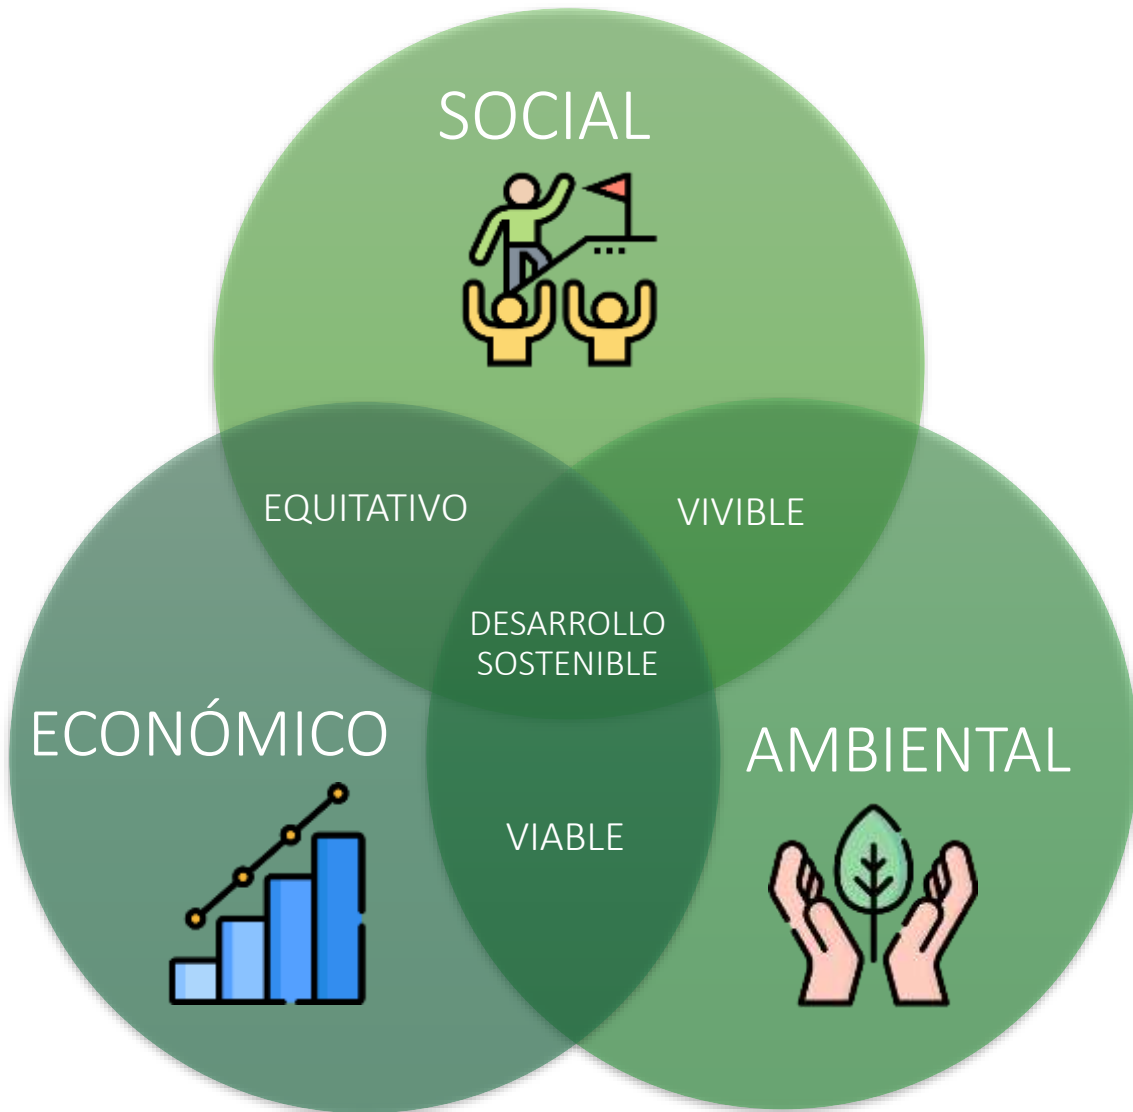 SOCIAL
EQUITATIVO
VIVIBLE
DESARROLLO
SOSTENIBLE
ECONÓMICO
AMBIENTAL
VIABLE